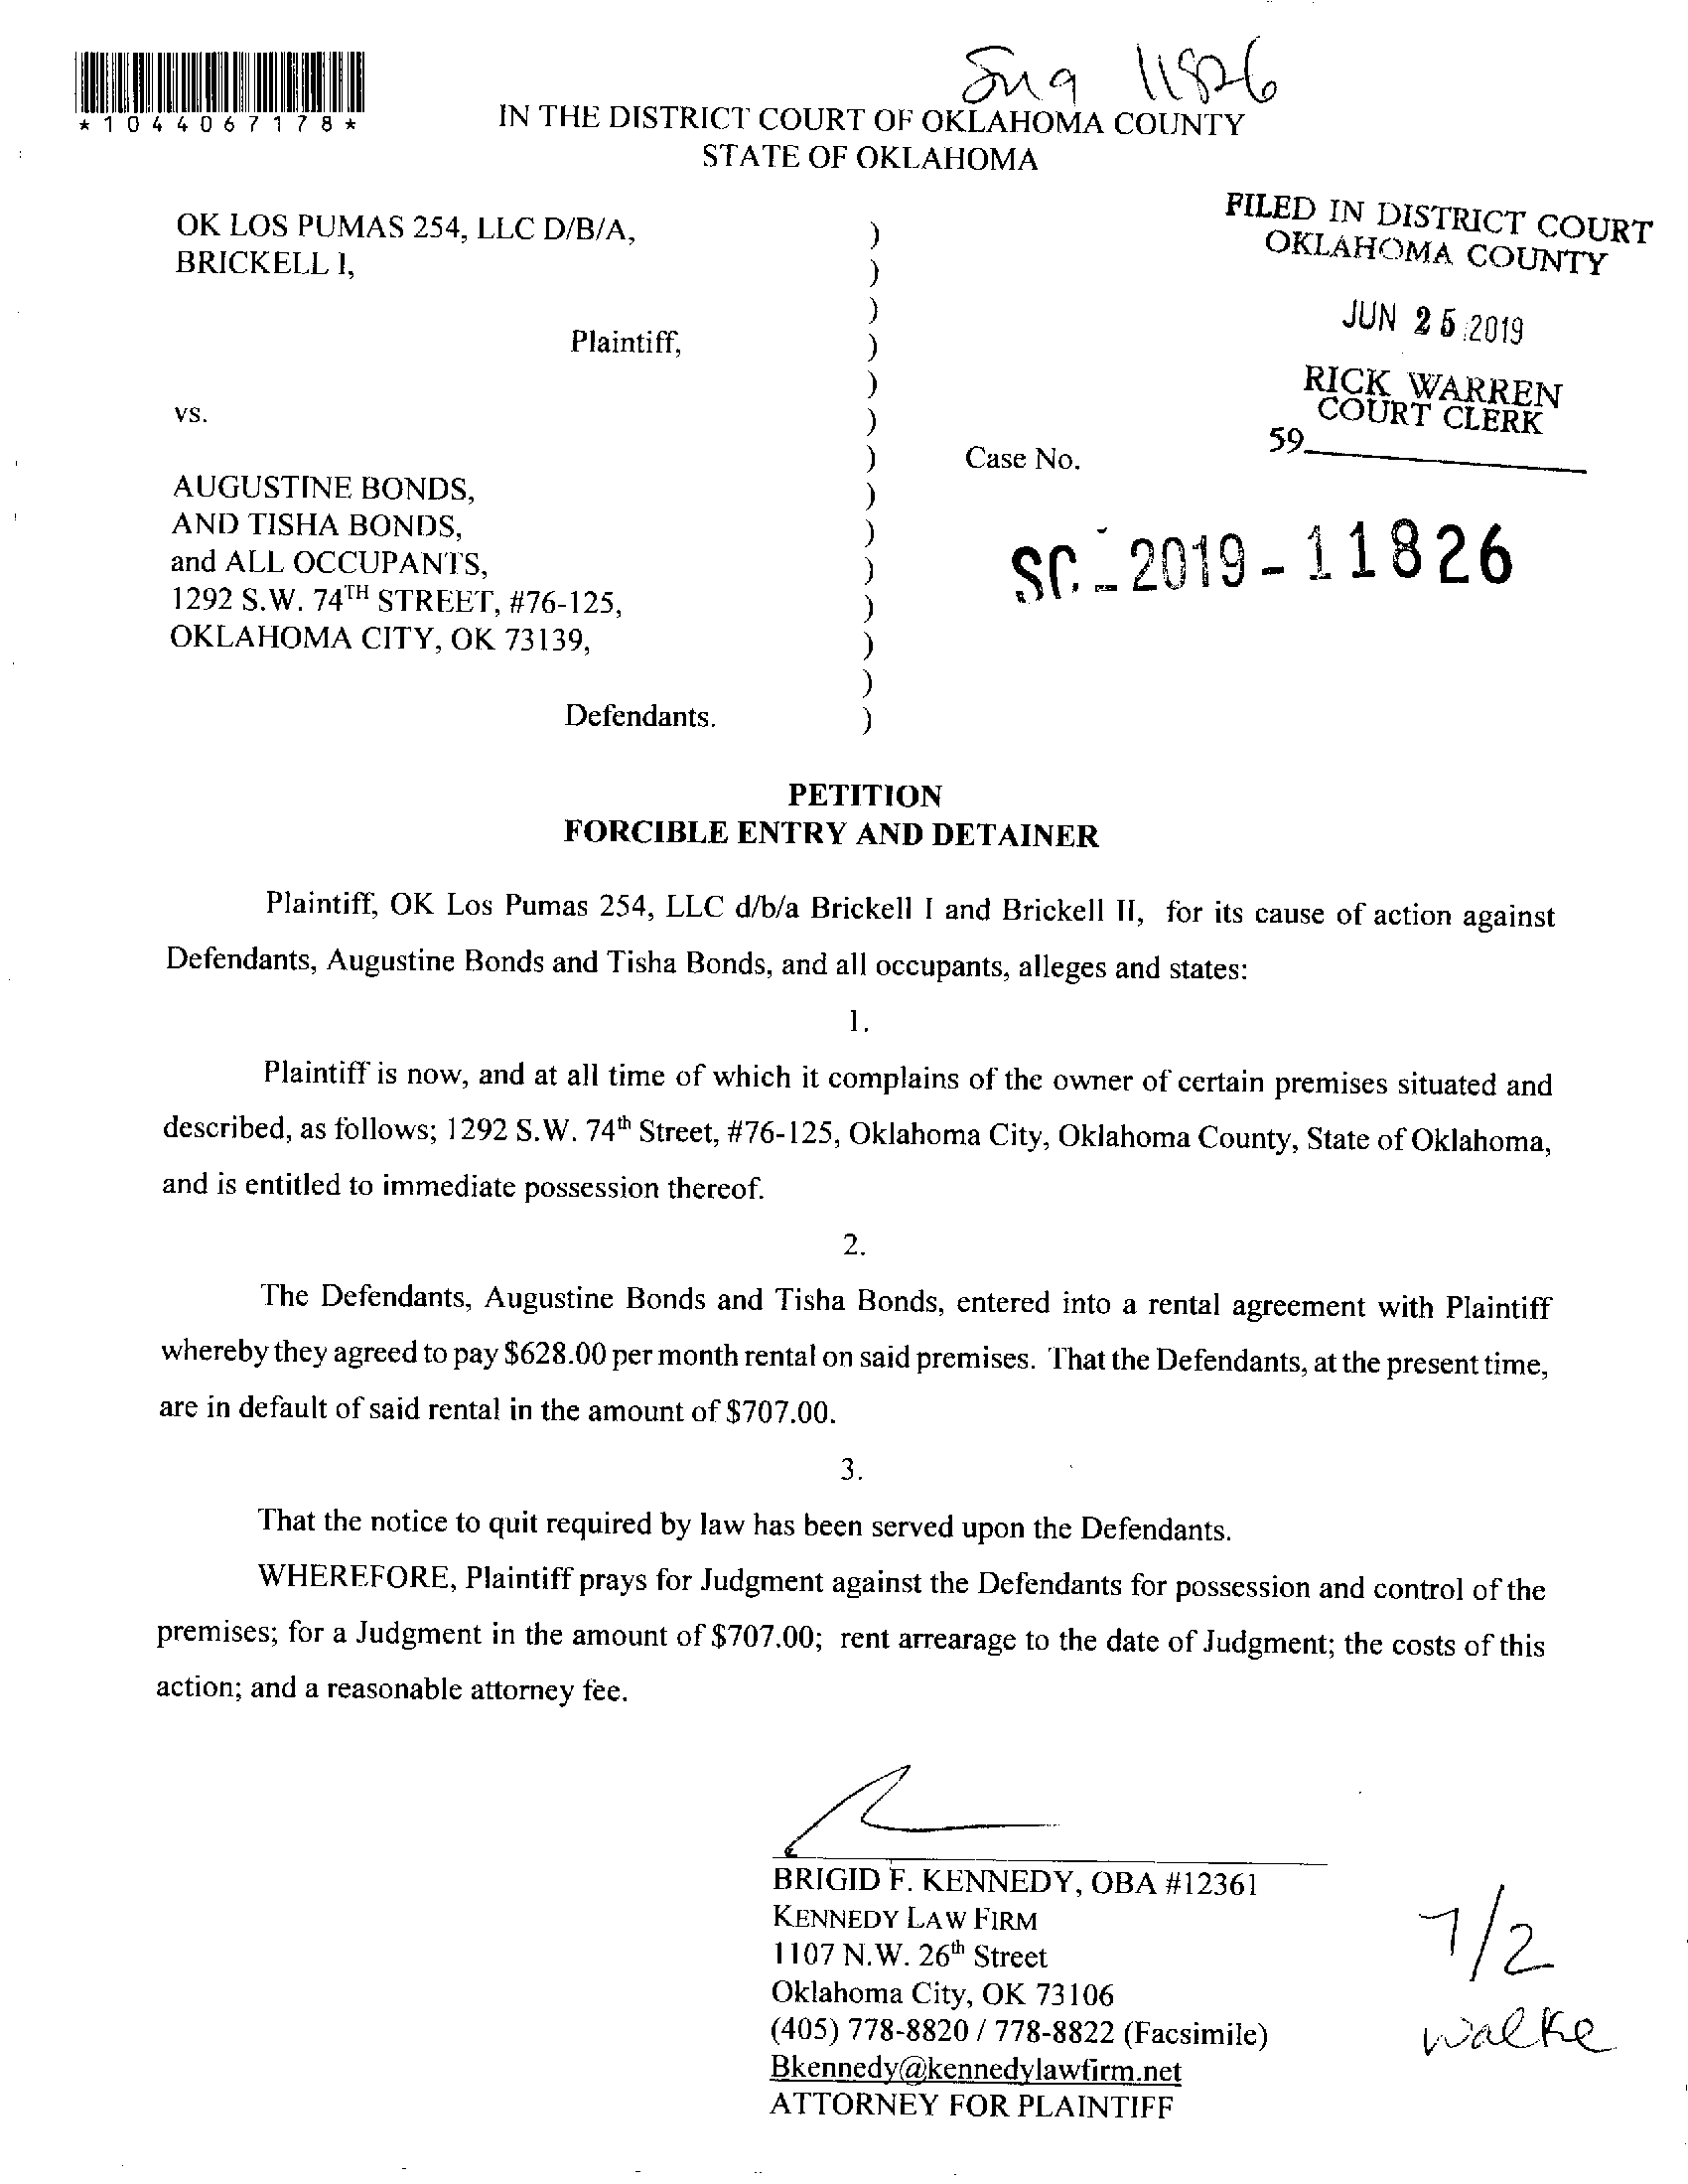 11826
*1044067178*
IN THE DISTRICT COURT OF OKLAHOMA COUNTY
STATE OF OKLAHOMA
OK LOS PUMAS 254, LLC D/B/A,
BRICKELL I,
Plaintiff,
vs.
AUGUSTINE BONDS,
AND TISHA BONDS,
and ALL OCCUPANTS,
1292 S.W. 74TH STREET, #76-125,
OKLAHOMA CITY, OK 73139,
Defendants.
)
)
)
)
)
)
)
)
)
)
)
)
)
)
FILED IN DISTRICT COURT
OKLAHOMA COUNTY
JUN 25 2019
RICK WARREN
COURT CLERK
59
Case No.
SC-2019-11826
PETITION
FORCIBLE ENTRY AND DETAINER
Plaintiff, OK Los Pumas 254, LLC d/b/a Brickell I and Brickell II, for its cause of action against
Defendants, Augustine Bonds and Tisha Bonds, and all occupants, alleges and states:
1.
Plaintiff is now, and at all time of which it complains of the owner of certain premises situated and
described, as follows; 1292 S.W. 74th Street, #76-125, Oklahoma City, Oklahoma County, State of Oklahoma,
and is entitled to immediate possession thereof.
2.
The Defendants, Augustine Bonds and Tisha Bonds, entered into a rental agreement with Plaintiff
whereby they agreed to pay $628.00 per month rental on said premises. That the Defendants, at the present time,
are in default of said rental in the amount of $707.00.
3.
That the notice to quit required by law has been served upon the Defendants.
WHEREFORE, Plaintiff prays for Judgment against the Defendants for possession and control of the
premises; for a Judgment in the amount of $707.00; rent arrearage to the date of Judgment; the costs of this
action; and a reasonable attorney fee.
BRIGID F. KENNEDY, OBA #12361
KENNEDY LAW FIRM
1107 N.W. 26th Street
Oklahoma City, OK 73106
(405) 778-8820 / 778-8822 (Facsimile)
Bkennedy@kennedylawfirm.net
ATTORNEY FOR PLAINTIFF
7/2
walke